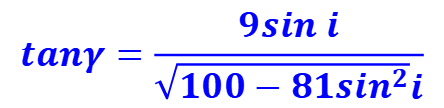 tanγ = 9sin i / √(100 − 81sin²i)